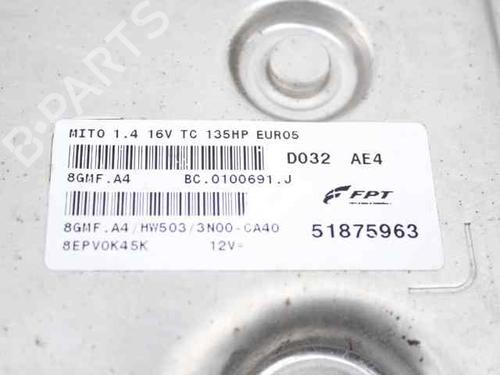 MITO 1.4 16V TC 135HP EURO5
D032 AE4
8GMF.A4 BC.0100691.J
FPT
8GMF.A4/HW503/3N00-CA40 51875963
8EPV0K45K 12V=
B-PARTS